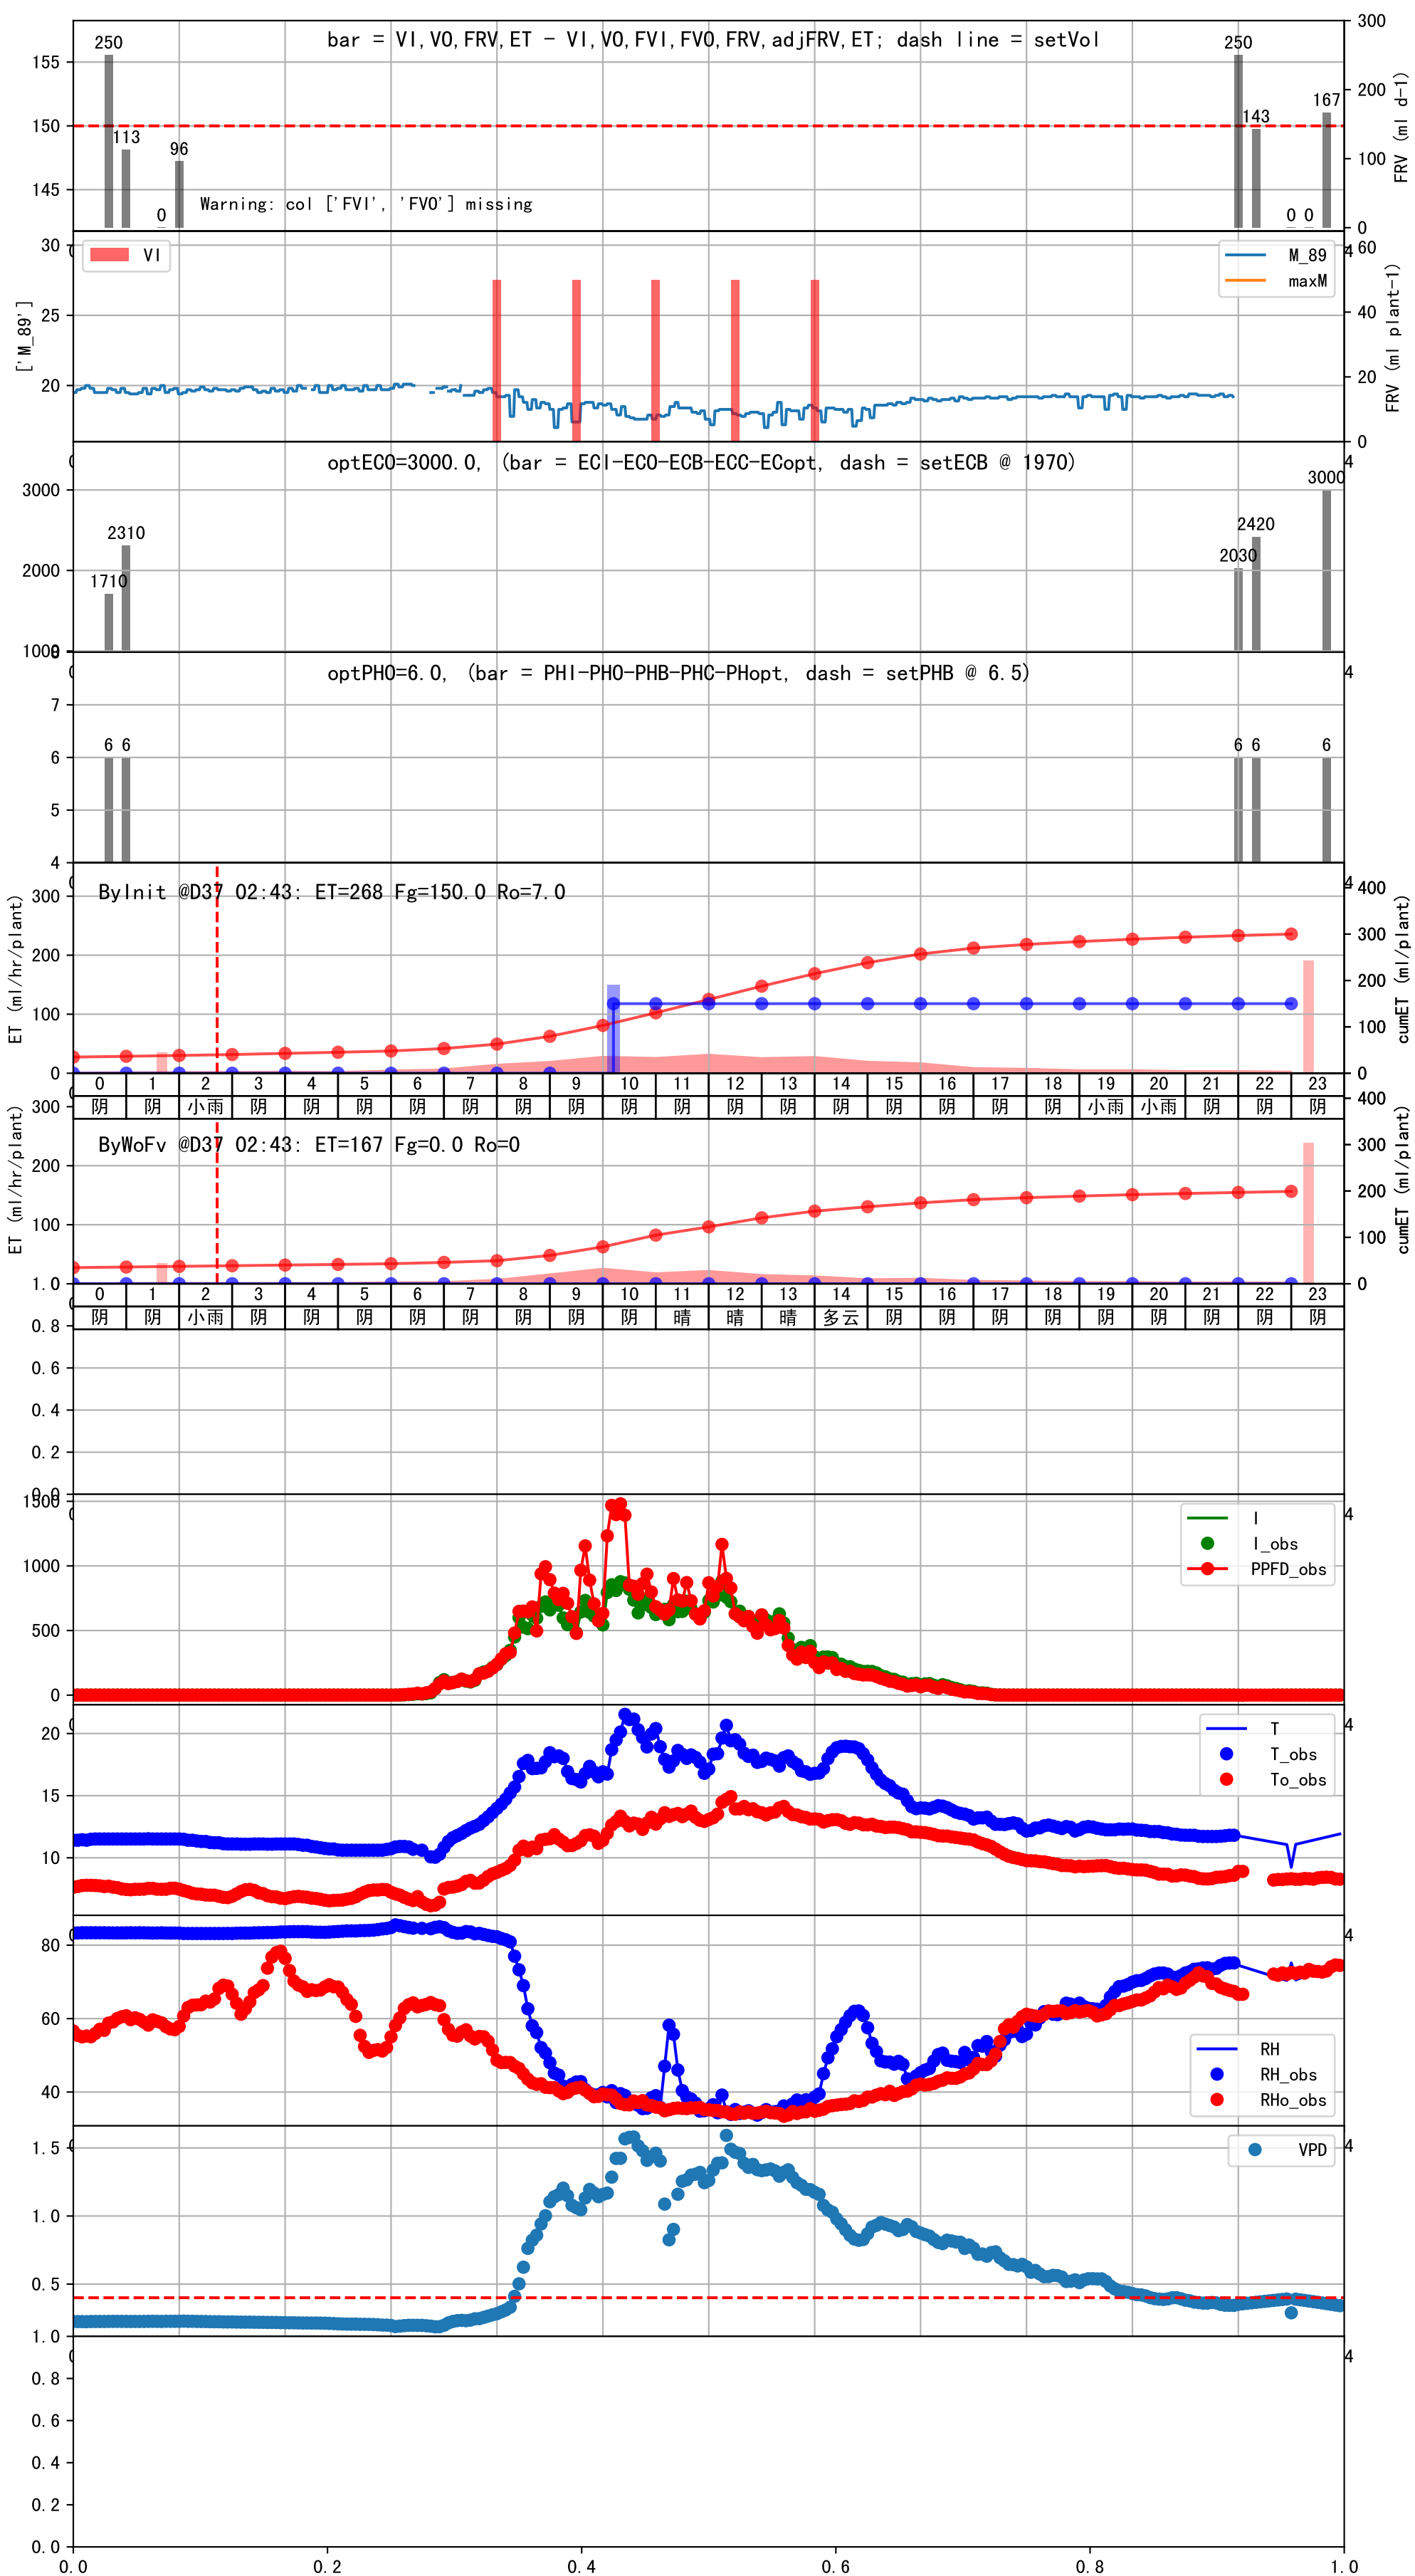 bar = VI,VO,FRV,ET - VI,VO,FVI,FVO,FRV,adjFRV,ET; dash line = setVol
250 113 0 96 250 143 0 0 167
155 150 145
300 200 100 0
FRV (ml d-1)
Warning: col ['FVI', 'FVO'] missing
VI
M_89
maxM
30 25 20
['M_89']
60 40 20 0
FRV (ml plant-1)
optECO=3000.0, (bar = ECI-ECO-ECB-ECC-ECopt, dash = setECB @ 1970)
3000 2000 1000
1710 2310 2030 2420 3000
optPHO=6.0, (bar = PHI-PHO-PHB-PHC-PHopt, dash = setPHB @ 6.5)
7 6 5 4
6 6 6 6 6
ByInit @D37 02:43: ET=268 Fg=150.0 Ro=7.0
300 200 100 0
ET (ml/hr/plant)
400 300 200 100 0
cumET (ml/plant)
0 1 2 3 4 5 6 7 8 9 10 11 12 13 14 15 16 17 18 19 20 21 22 23
阴 阴 小雨 阴 阴 阴 阴 阴 阴 阴 阴 阴 阴 阴 阴 阴 阴 阴 阴 小雨 小雨 阴 阴 阴
ByWoFv @D37 02:43: ET=167 Fg=0.0 Ro=0
300 200 100
ET (ml/hr/plant)
400 300 200 100 0
cumET (ml/plant)
0 1 2 3 4 5 6 7 8 9 10 11 12 13 14 15 16 17 18 19 20 21 22 23
阴 阴 小雨 阴 阴 阴 阴 阴 阴 阴 阴 晴 晴 晴 多云 阴 阴 阴 阴 阴 阴 阴 阴 阴
1.0 0.8 0.6 0.4 0.2 0.0
1500 1000 500 0
I
I_obs
PPFD_obs
20 15 10
T
T_obs
To_obs
80 60 40
RH
RH_obs
RHo_obs
1.5 1.0 0.5
VPD
1.0 0.8 0.6 0.4 0.2 0.0
0.0 0.2 0.4 0.6 0.8 1.0